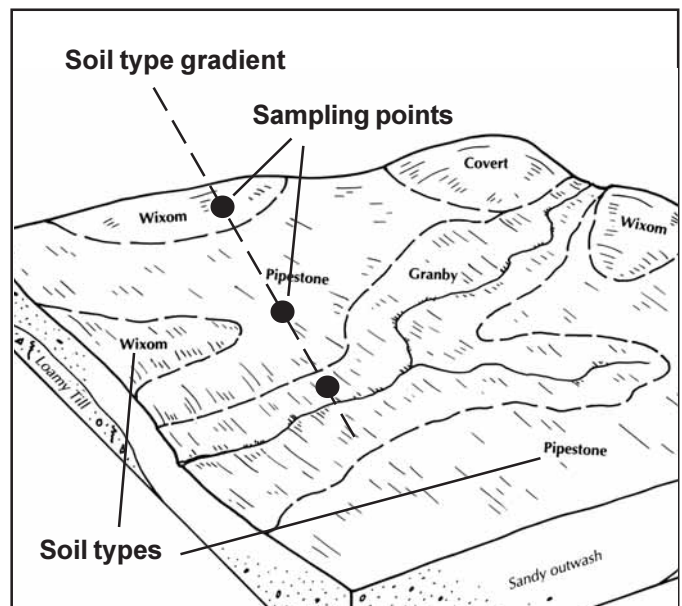 Soil type gradient
Sampling points
Covert
Wixom
Wixom
Pipestone
Granby
Wixom
Loamy Till
Pipestone
Soil types
Sandy outwash